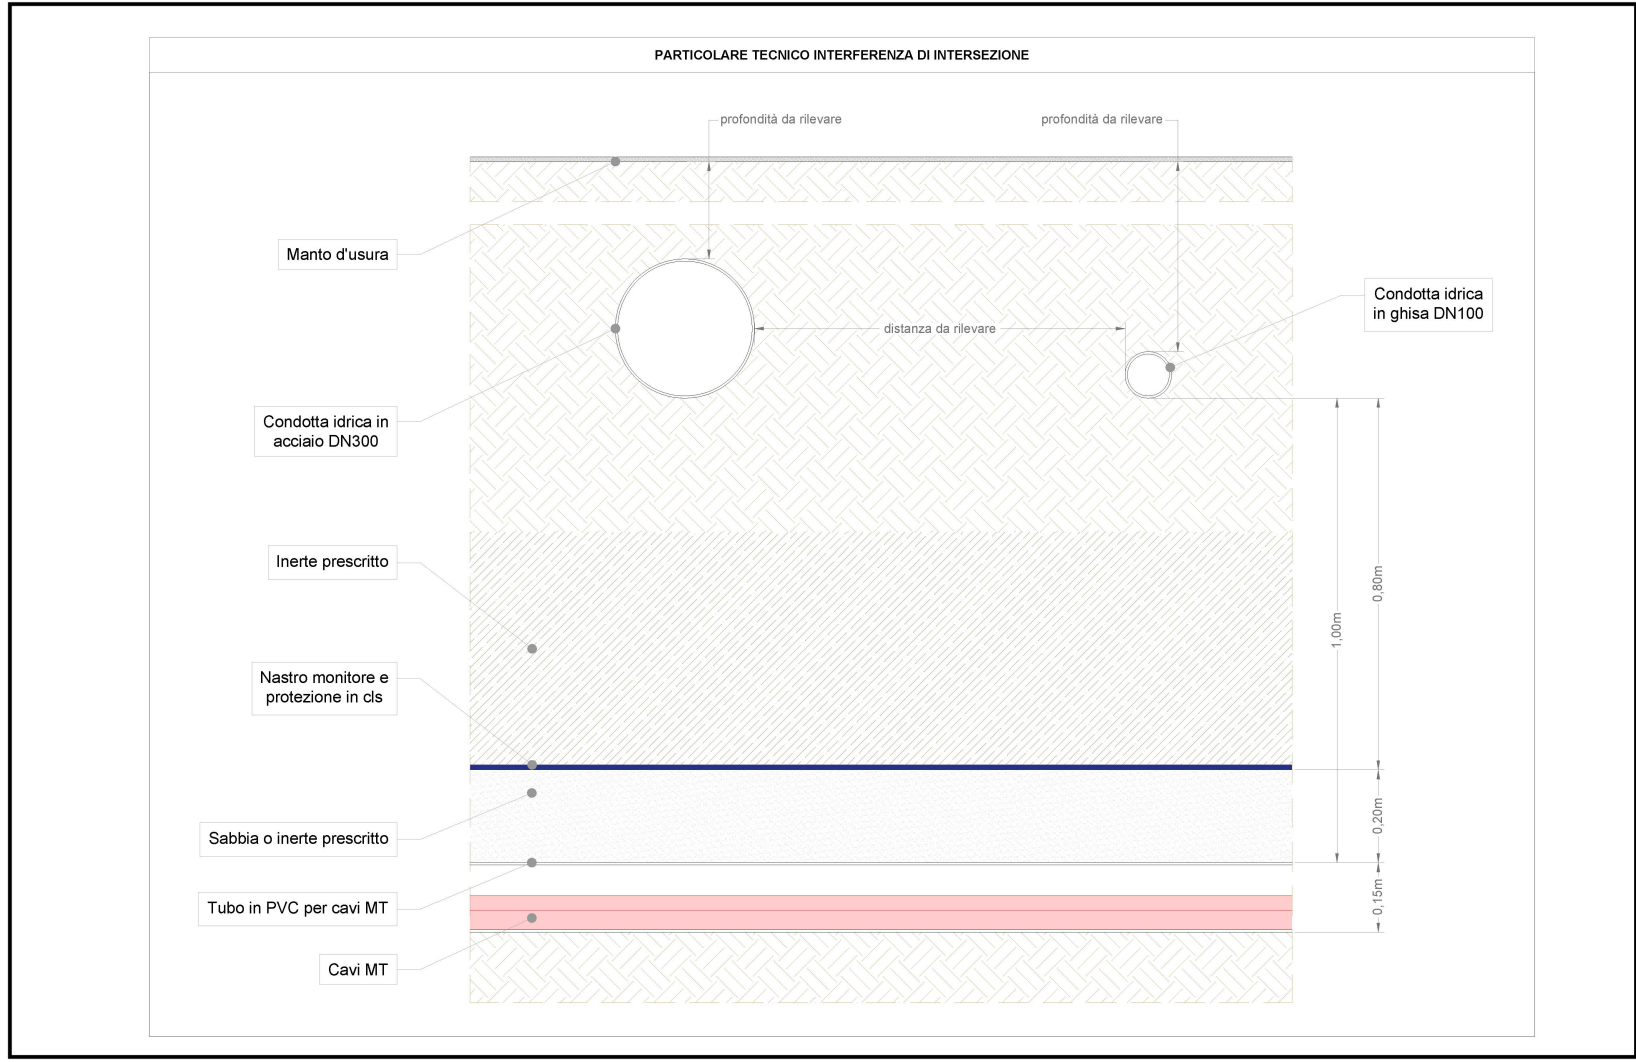 PARTICOLARE TECNICO INTERFERENZA DI INTERSEZIONE
profondità da rilevare
profondità da rilevare
Manto d'usura
Condotta idrica
in ghisa DN100
distanza da rilevare
Condotta idrica in
acciaio DN300
Inerte prescritto
0,80m
1,00m
Nastro monitore e
protezione in cls
0,20m
Sabbia o inerte prescritto
0,15m
Tubo in PVC per cavi MT
Cavi MT